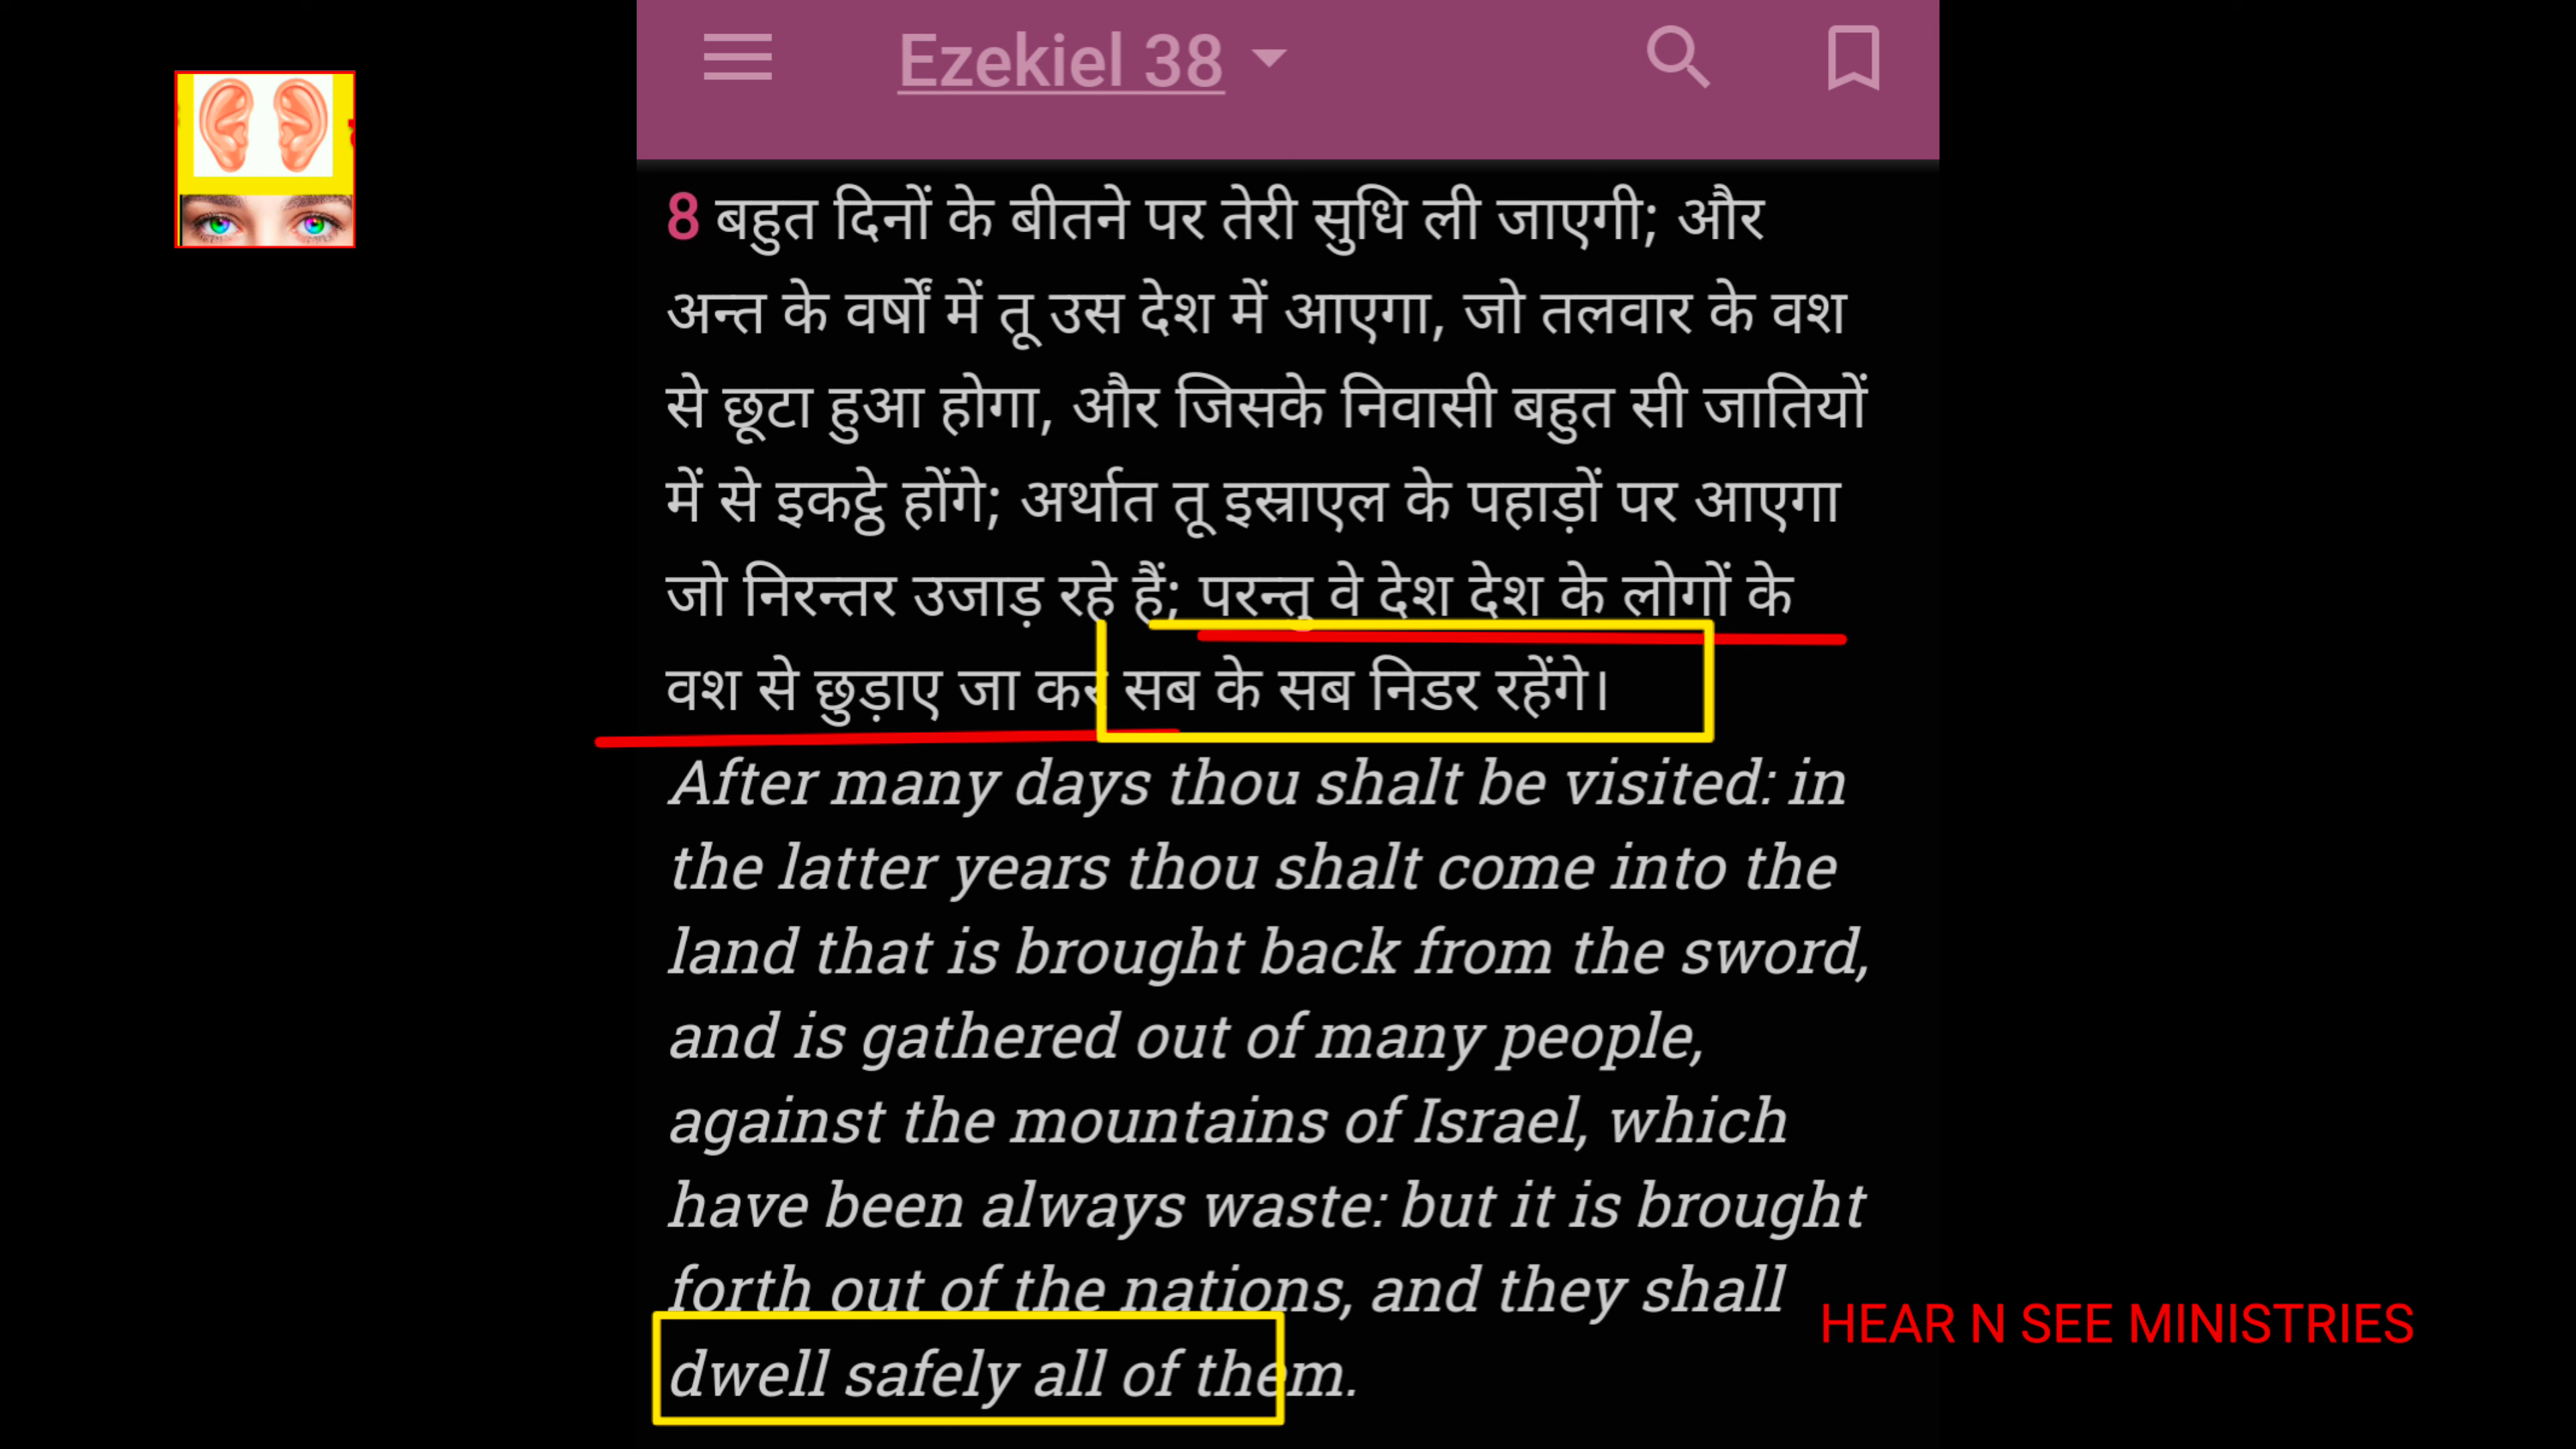 Ezekiel 38
8 बहुत दिनों के बीतने पर तेरी सुधि ली जाएगी; और
अन्त के वर्षों में तू उस देश में आएगा, जो तलवार के वश
से छूटा हुआ होगा, और जिसके निवासी बहुत सी जातियों
में से इकट्ठे होंगे; अर्थात तू इस्राएल के पहाड़ों पर आएगा
जो निरन्तर उजाड़ रहे हैं; परन्तु वे देश देश के लोगों के
वश से छुड़ाए जा कर सब के सब निडर रहेंगे।
After many days thou shalt be visited: in
the latter years thou shalt come into the
land that is brought back from the sword,
and is gathered out of many people,
against the mountains of Israel, which
have been always waste: but it is brought
forth out of the nations, and they shall
dwell safely all of them.
HEAR N SEE MINISTRIES